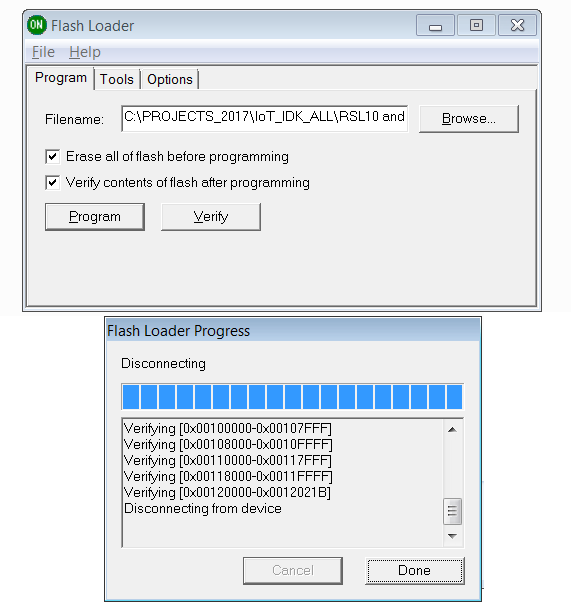 ON Flash Loader
File Help
Program Tools Options
Filename: C:\PROJECTS_2017\IoT_IDK_ALL\RSL10 and Browse...
Erase all of flash before programming
Verify contents of flash after programming
Program Verify
Flash Loader Progress
Disconnecting
Verifying [0x00100000-0x00107FFF]
Verifying [0x00108000-0x0010FFFF]
Verifying [0x00110000-0x00117FFF]
Verifying [0x00118000-0x0011FFFF]
Verifying [0x00120000-0x0012021B]
Disconnecting from device
Cancel Done